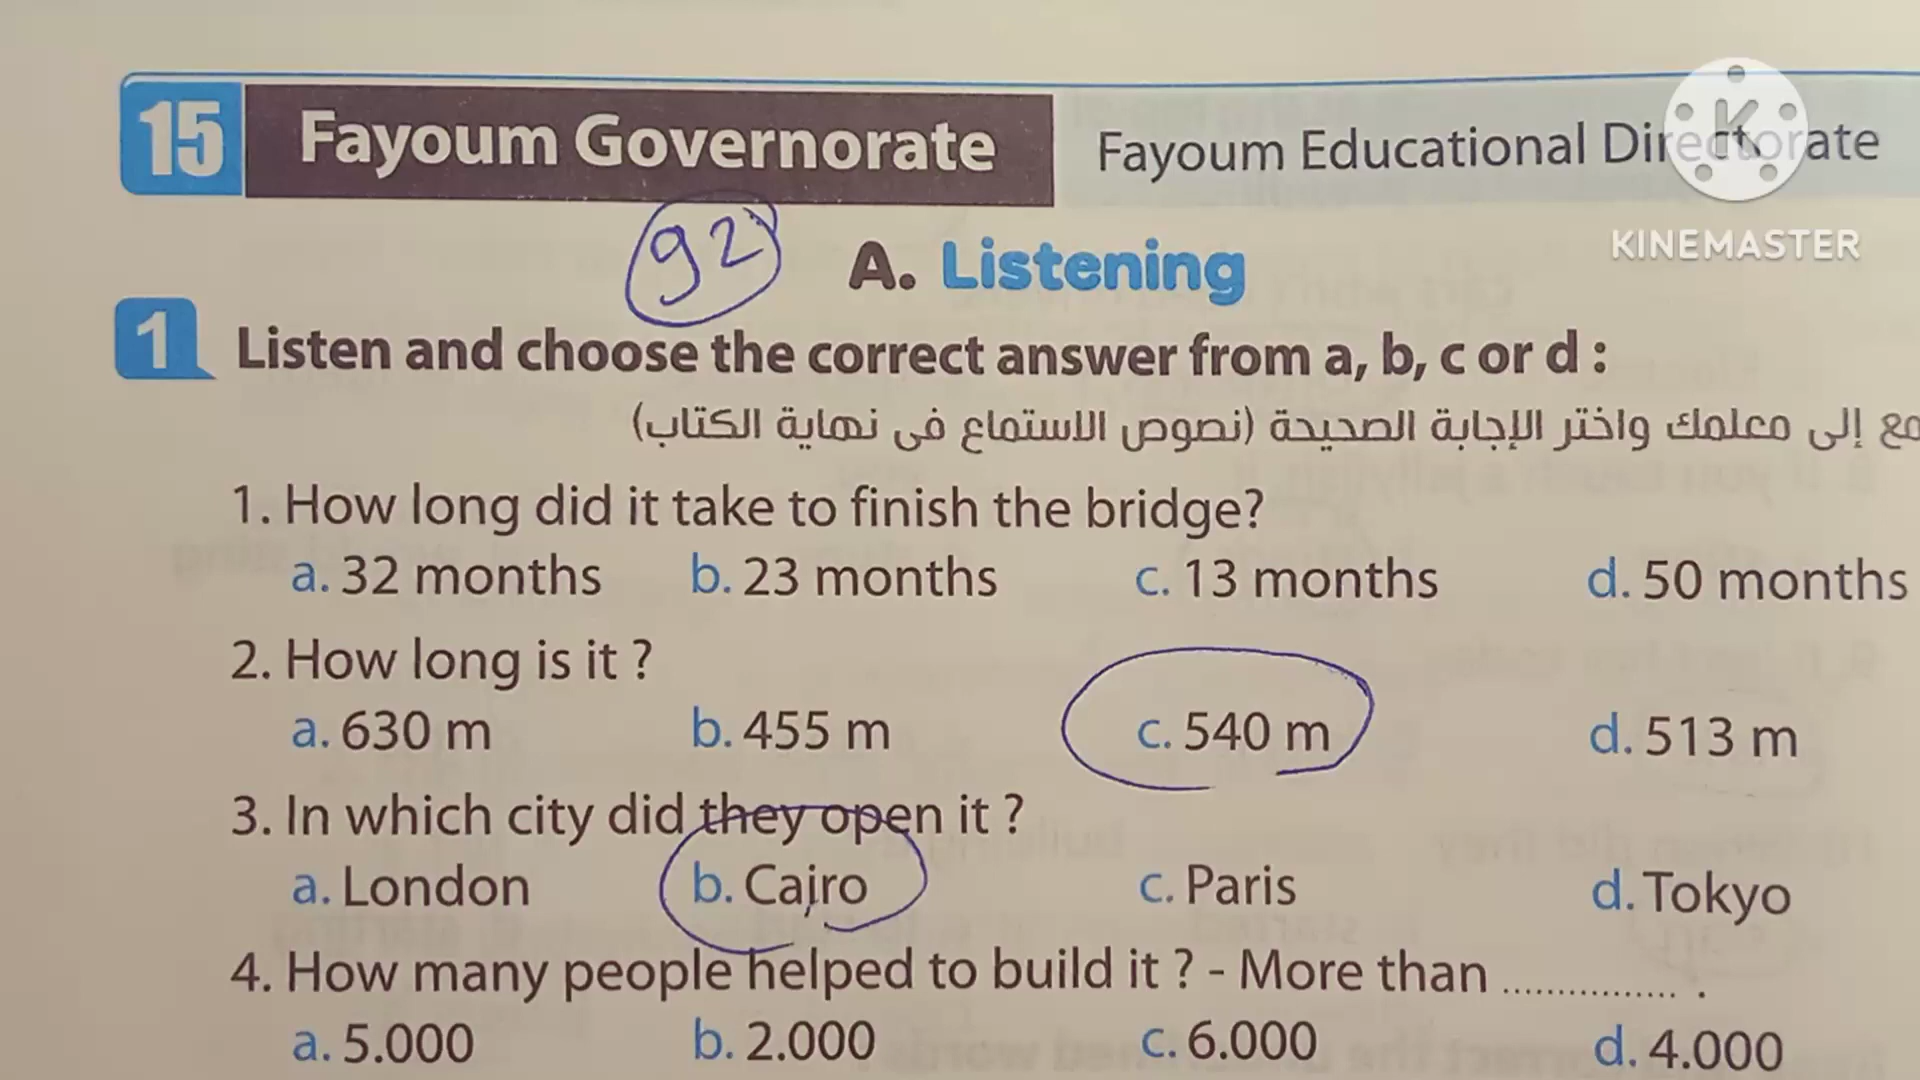 15 Fayoum Governorate Fayoum Educational Directorate
KINEMASTER
92 A. Listening
1 Listen and choose the correct answer from a, b, c or d :
إلى معلمك واختر الإجابة الصحيحة (نصوص الاستماع فى نهاية الكتاب)
1. How long did it take to finish the bridge?
a. 32 months b. 23 months c. 13 months d. 50 months
2. How long is it ?
a. 630 m b. 455 m c. 540 m d. 513 m
3. In which city did they open it ?
a. London b. Cairo c. Paris d. Tokyo
4. How many people helped to build it ? - More than ................ .
a. 5.000 b. 2.000 c. 6.000 d. 4.000